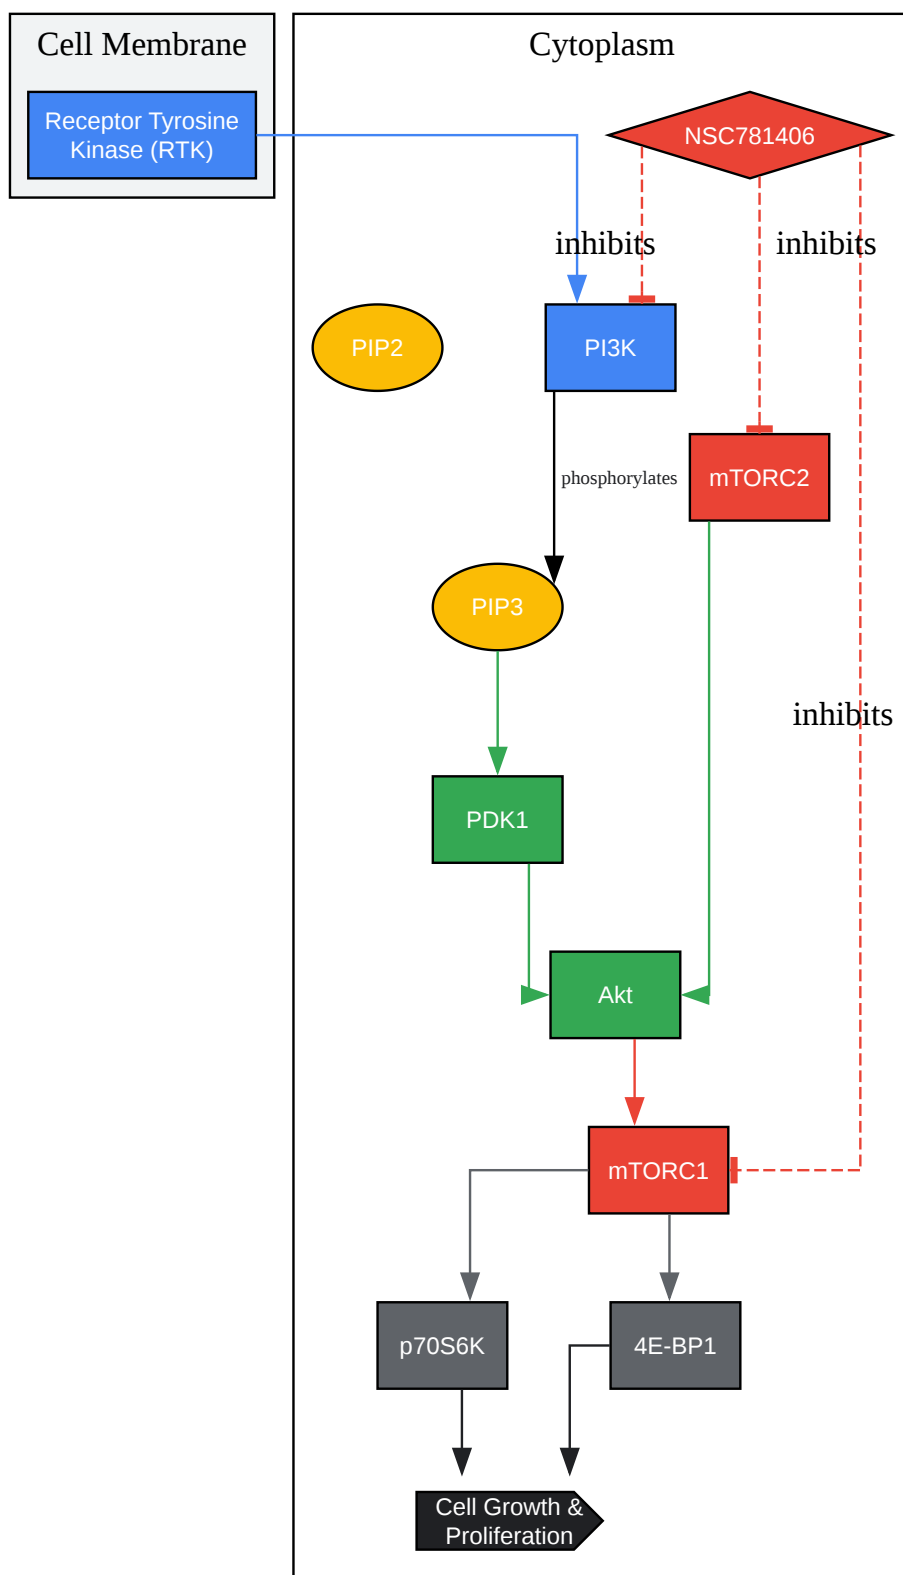 Cell Membrane
Cytoplasm
Receptor Tyrosine
Kinase (RTK)
NSC781406
inhibits
inhibits
PIP2
PI3K
phosphorylates
mTORC2
PIP3
inhibits
PDK1
Akt
mTORC1
p70S6K
4E-BP1
Cell Growth &
Proliferation